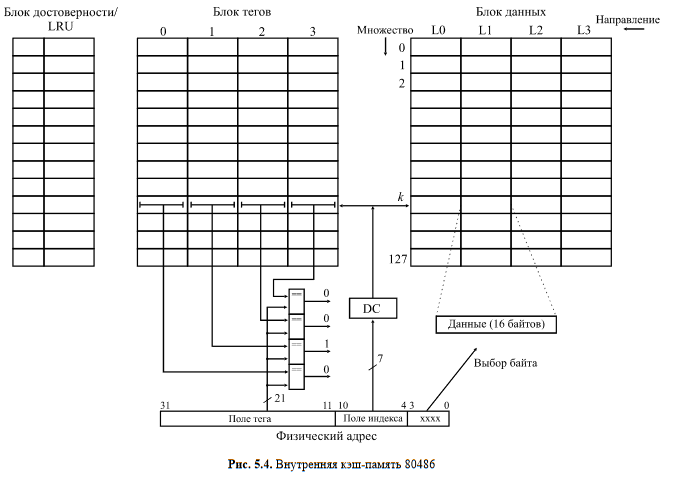 Блок достоверности/
LRU
Блок тегов
Блок данных
Направление
Множество
0 1 2 3
L0 L1 L2 L3
0
1
2
k
127
0
0
1
0
DC
Данные (16 байтов)
Выбор байта
7
21
31 11 10 4 3 0
Поле тега Поле индекса xxxx
Физический адрес
Рис. 5.4. Внутренняя кэш-память 80486